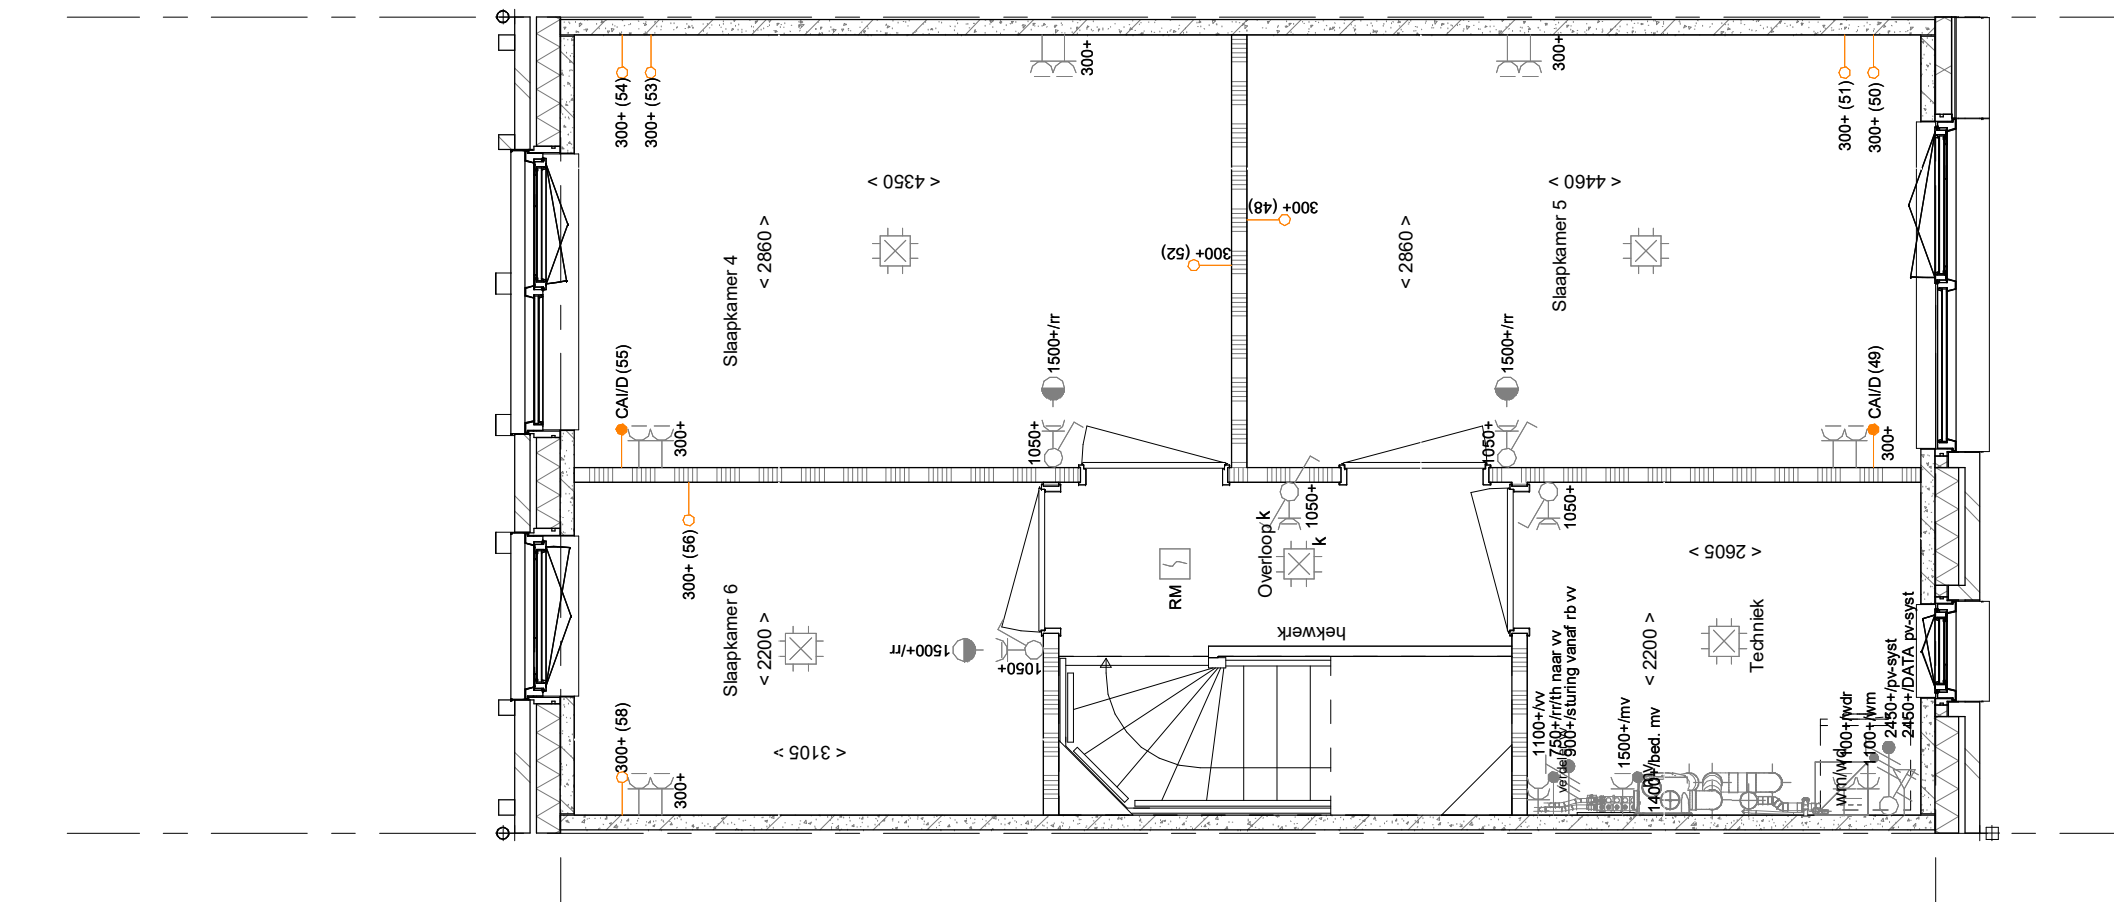 300+ (54)
300+ (53)
300+
300+
300+ (51)
300+ (50)
< 4350 >
< 4460 >
Slaapkamer 4
< 2860 >
300+ (48)
300+ (52)
< 2860 >
Slaapkamer 5
CAI/D (55)
300+
1500+/rr
1050+
1500+/rr
1050+
CAI/D (49)
300+
300+ (56)
1050+
Overloop k
k
RM
hekwerk
1050+
< 2605 >
Slaapkamer 6
< 2200 >
1500+/rr
1050+
< 2200 >
Techniek
300+ (58)
300+
< 3105 >
1100+/vv
750+/rr/th naar vv
900+/sturing vanaf rb vv
1500+/mv
1400+/bed. mv
wm/wd
100+/wdr
100+/wm
2450+/pv-syst
2450+/DATA pv-syst